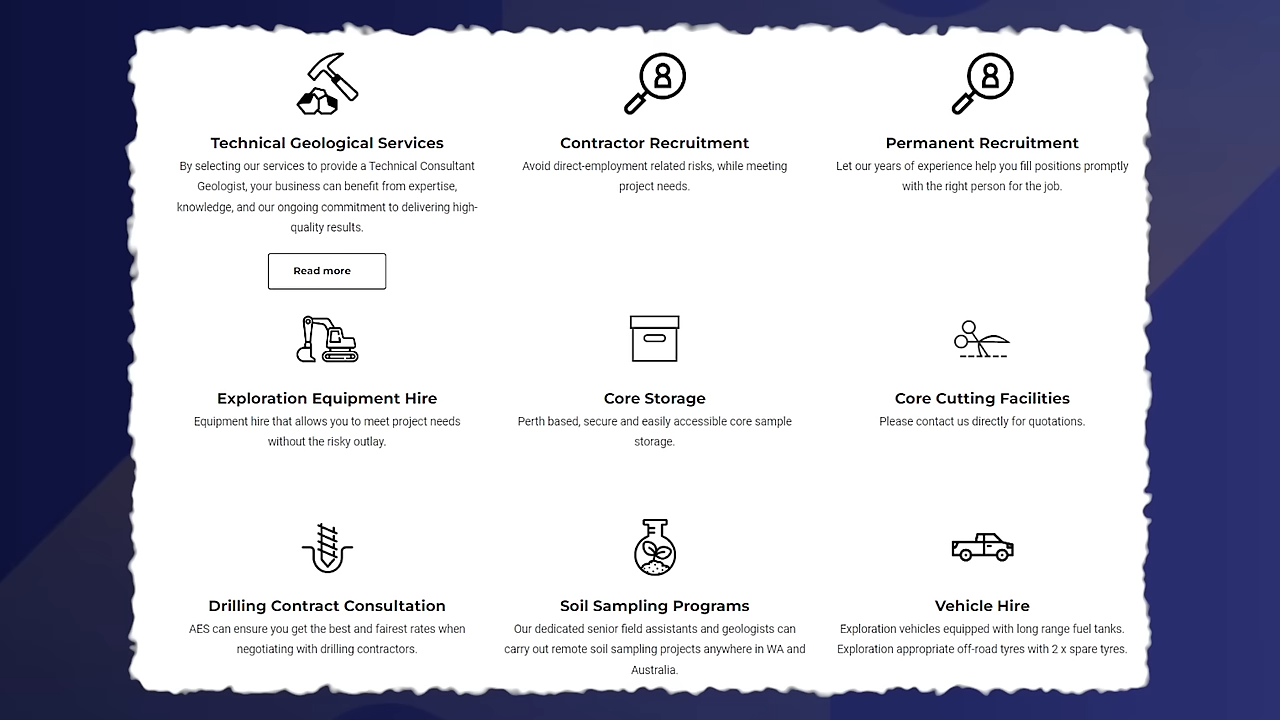 Technical Geological Services
By selecting our services to provide a Technical Consultant
Geologist, your business can benefit from expertise,
knowledge, and our ongoing commitment to delivering high-
quality results.
Read more
Contractor Recruitment
Avoid direct-employment related risks, while meeting
project needs.
Permanent Recruitment
Let our years of experience help you fill positions promptly
with the right person for the job.
Exploration Equipment Hire
Equipment hire that allows you to meet project needs
without the risky outlay.
Core Storage
Perth based, secure and easily accessible core sample
storage.
Core Cutting Facilities
Please contact us directly for quotations.
Drilling Contract Consultation
AES can ensure you get the best and fairest rates when
negotiating with drilling contractors.
Soil Sampling Programs
Our dedicated senior field assistants and geologists can
carry out remote soil sampling projects anywhere in WA and
Australia.
Vehicle Hire
Exploration vehicles equipped with long range fuel tanks.
Exploration appropriate off-road tyres with 2 x spare tyres.